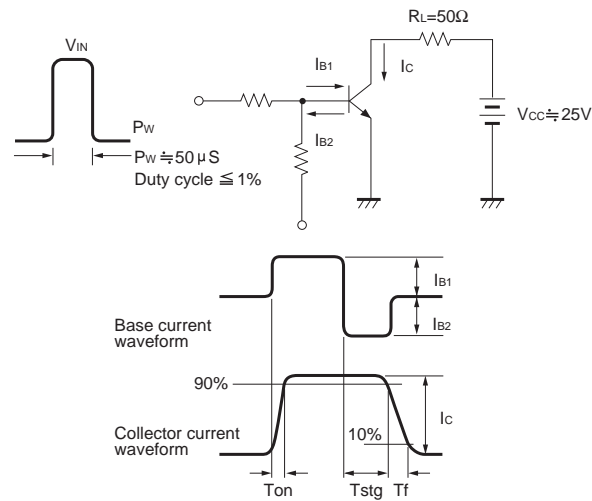 VIN
PW
PW≒50μS
Duty cycle≦1%
RL=50Ω
IB1
IC
IB2
VCC≒25V
Base current
waveform
IB1
IB2
90%
Collector current
waveform
10%
IC
Ton
Tstg
Tf